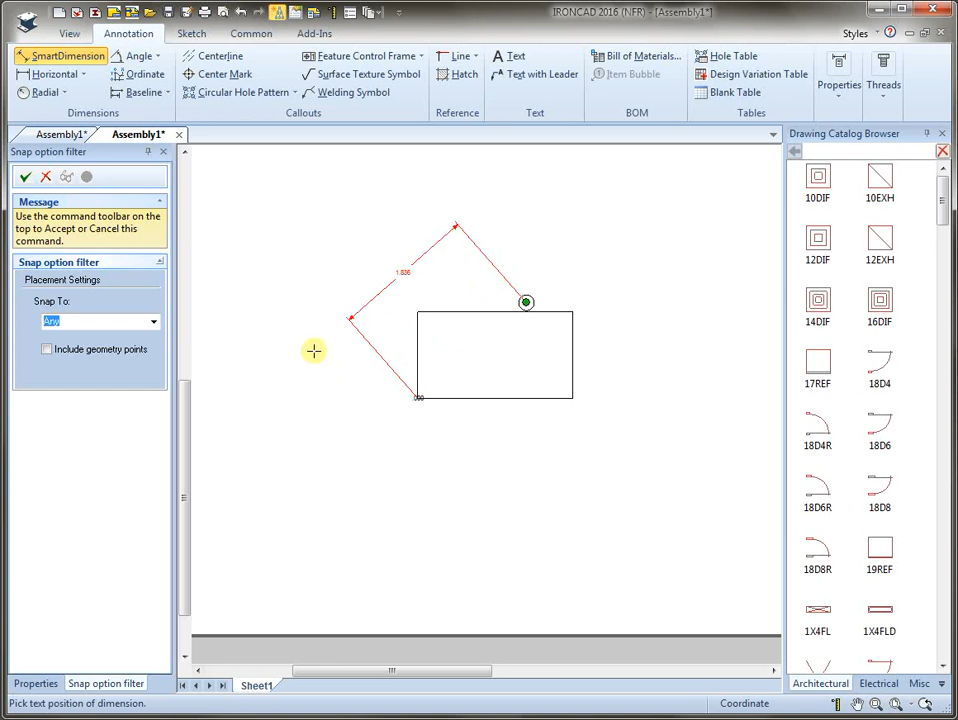 IRONCAD 2016 (NFR) - [Assembly1*]
View
Annotation
Sketch
Common
Add-Ins
Styles
SmartDimension
Angle
Horizontal
Ordinate
Radial
Baseline
Dimensions
Centerline
Center Mark
Circular Hole Pattern
Feature Control Frame
Surface Texture Symbol
Welding Symbol
Callouts
Line
Hatch
Reference
Text
Text with Leader
Text
Bill of Materials...
Item Bubble
BOM
Hole Table
Design Variation Table
Blank Table
Tables
Properties
Threads
Assembly1*
Assembly1*
Snap option filter
Message
Use the command toolbar on the
top to Accept or Cancel this
command.
Snap option filter
Placement Settings
Snap To:
Any
Include geometry points
Properties
Snap option filter
1.836
Sheet1
Drawing Catalog Browser
10DIF
10EXH
12DIF
12EXH
14DIF
16DIF
17REF
18D4
18D4R
18D6
18D6R
18D8
18D8R
19REF
1X4FL
1X4FLD
Architectural
Electrical
Misc
Pick text position of dimension.
Coordinate